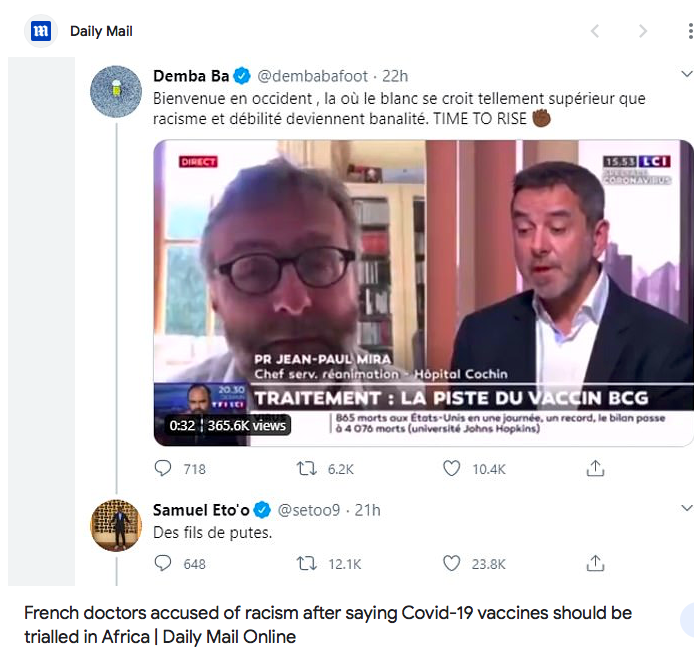 Daily Mail
Demba Ba @dembabafoot · 22h
Bienvenue en occident , la où le blanc se croit tellement supérieur que
racisme et débilité deviennent banalité. TIME TO RISE ✊🏿
DIRECT
15.53 LCI
SPÉCIALE
CORONAVIRUS
PR JEAN-PAUL MIRA
Chef serv. réanimation - Hôpital Cochin
20.30
TF1 LCI
TRAITEMENT : LA PISTE DU VACCIN BCG
VIRUS
865 morts aux États-Unis en une journée, un record, le bilan passe
à 4 076 morts (université Johns Hopkins)
0:32 365.6K views
718 6.2K 10.4K
Samuel Eto'o @setoo9 · 21h
Des fils de putes.
648 12.1K 23.8K
French doctors accused of racism after saying Covid-19 vaccines should be
trialled in Africa | Daily Mail Online